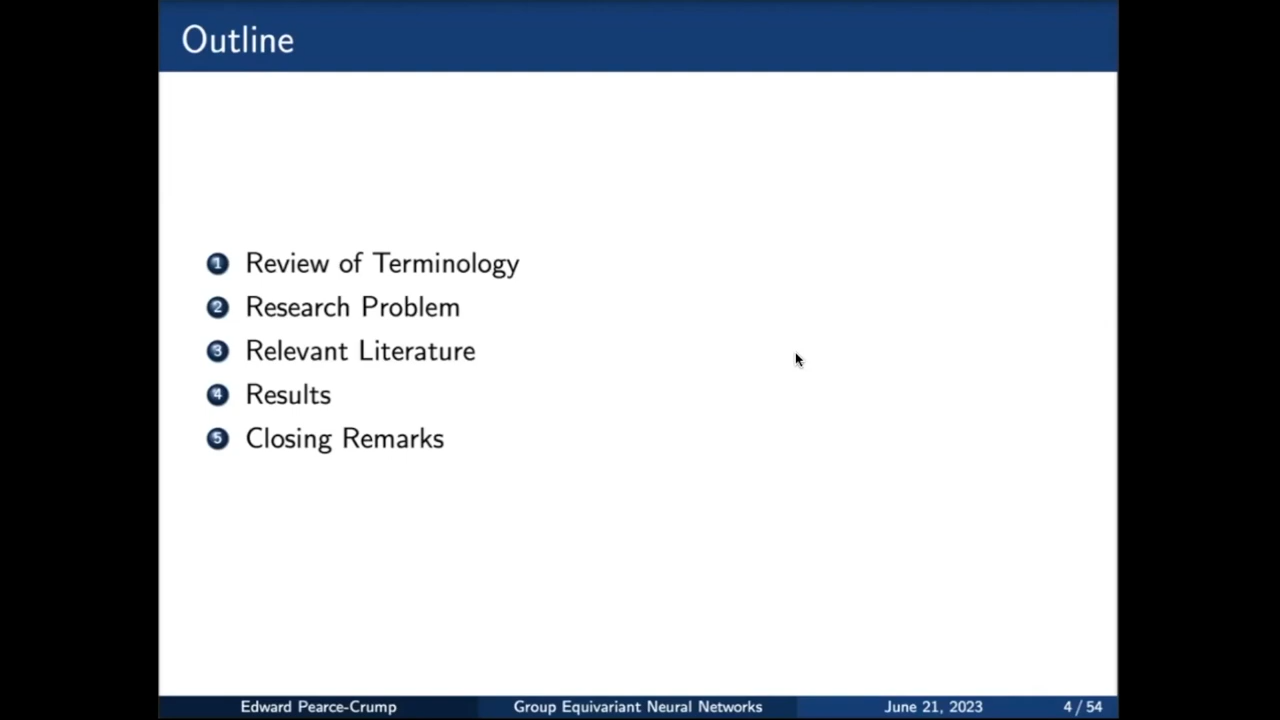 Outline
1 Review of Terminology
2 Research Problem
3 Relevant Literature
4 Results
5 Closing Remarks
Edward Pearce-Crump Group Equivariant Neural Networks June 21, 2023 4 / 54